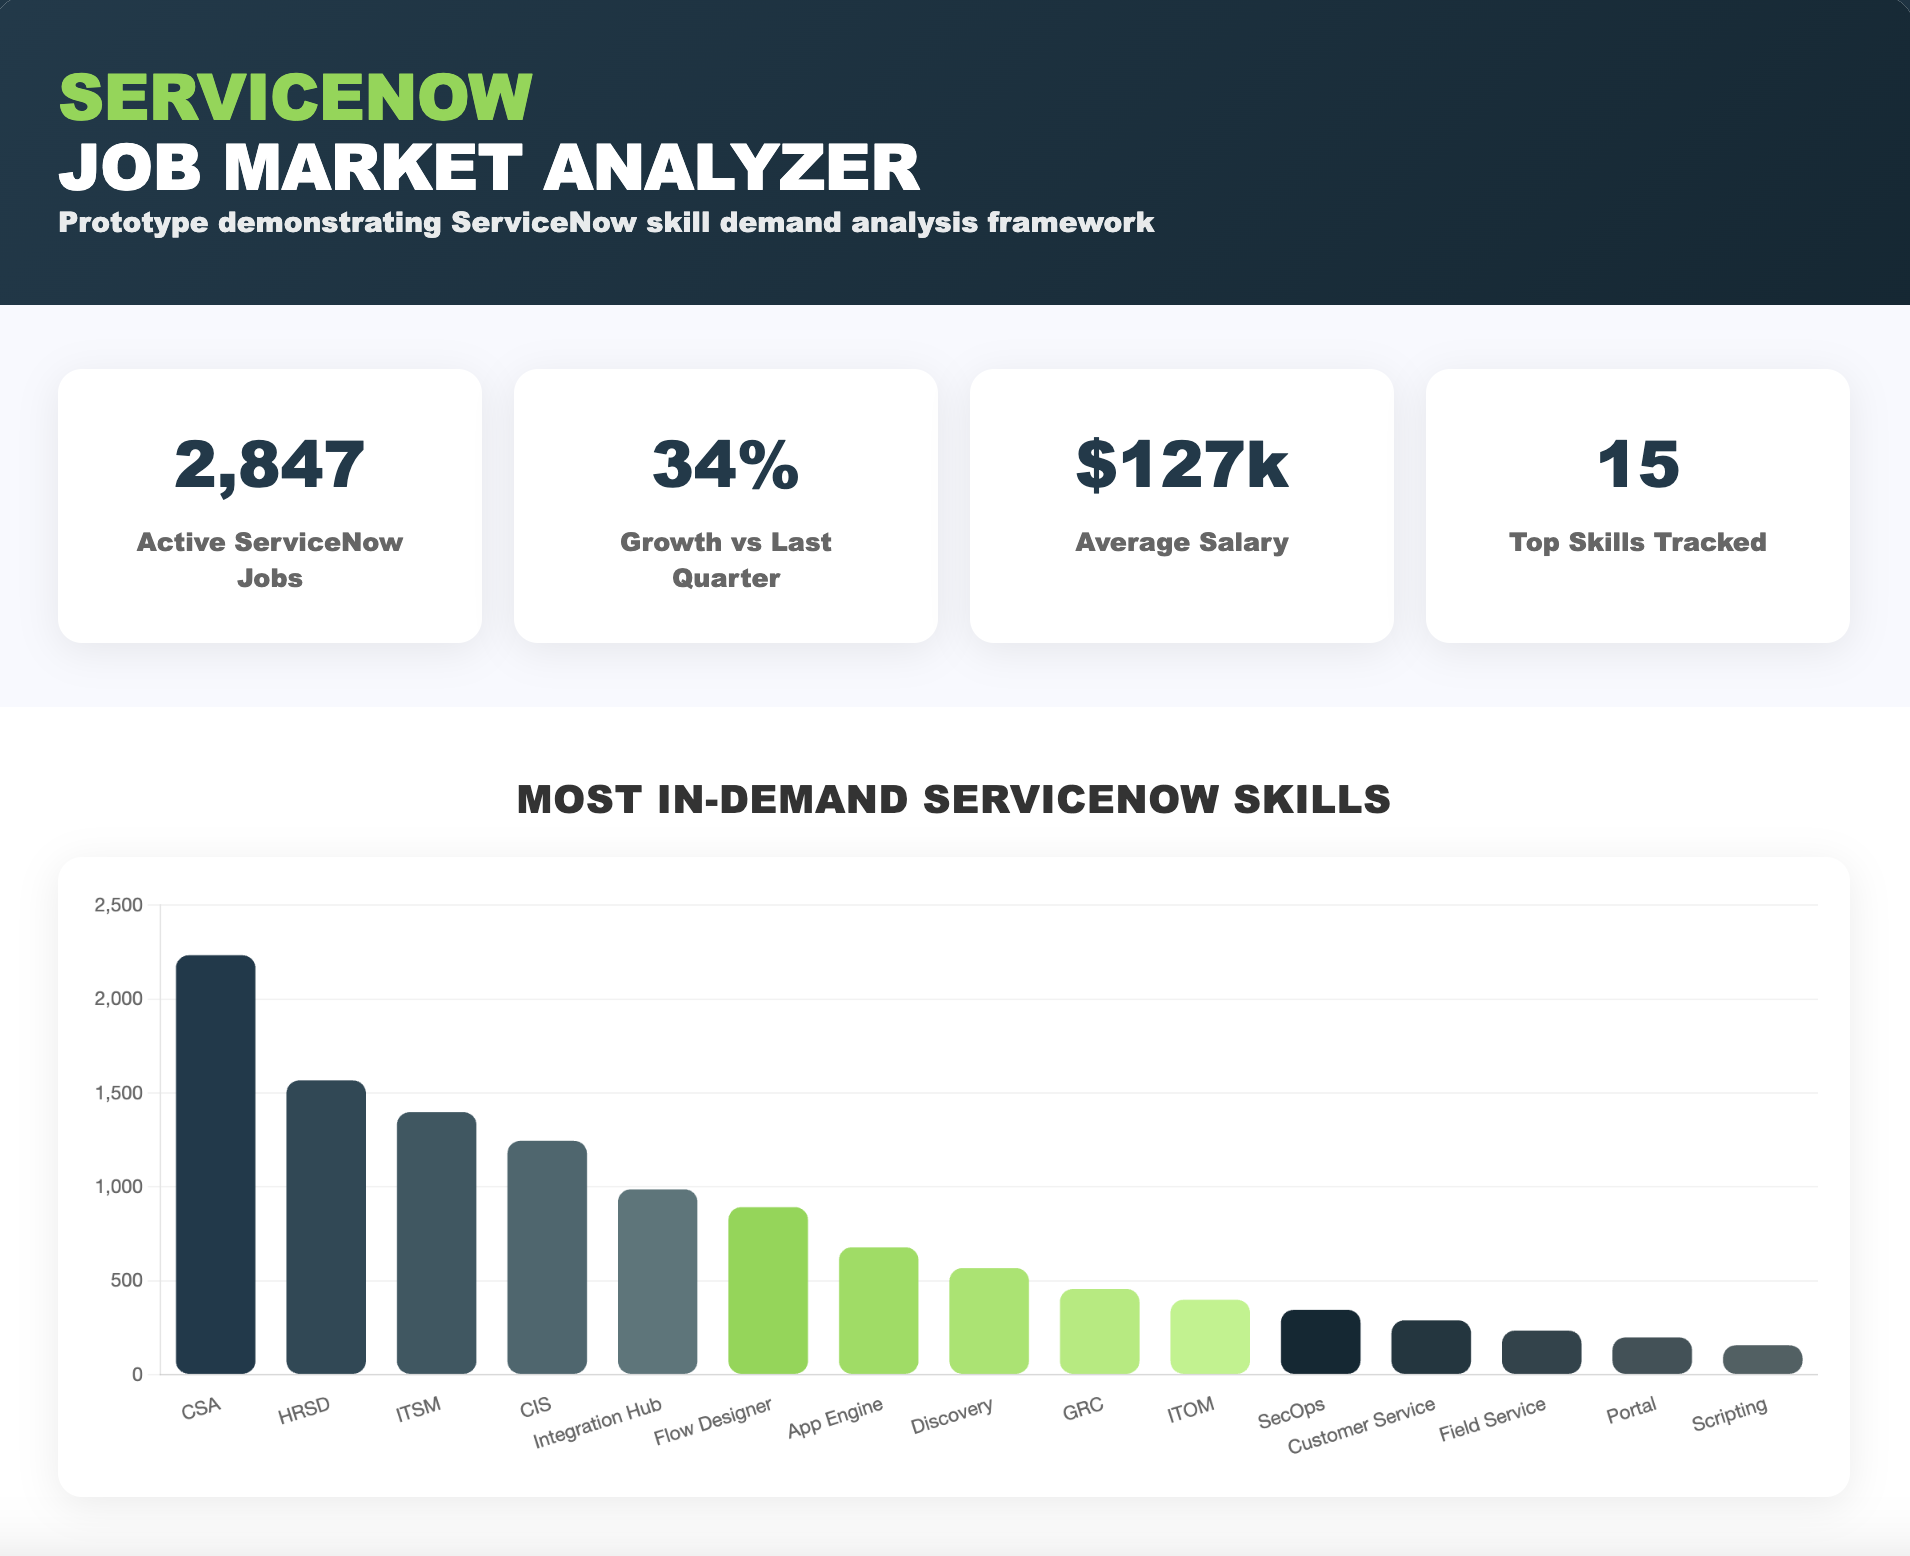 SERVICENOW
JOB MARKET ANALYZER
Prototype demonstrating ServiceNow skill demand analysis framework
2,847
Active ServiceNow
Jobs
34%
Growth vs Last
Quarter
$127k
Average Salary
15
Top Skills Tracked
MOST IN-DEMAND SERVICENOW SKILLS
2,500
2,000
1,500
1,000
500
0
CSA
HRSD
ITSM
CIS
Integration Hub
Flow Designer
App Engine
Discovery
GRC
ITOM
SecOps
Customer Service
Field Service
Portal
Scripting